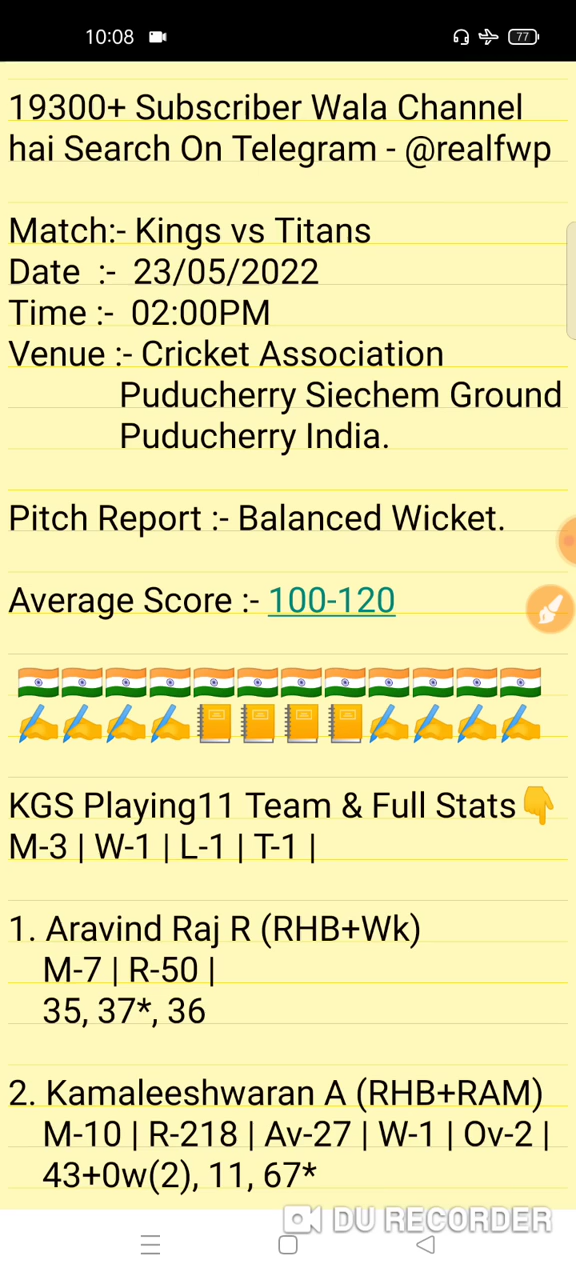 10:08
77
19300+ Subscriber Wala Channel
hai Search On Telegram - @realfwp
Match:- Kings vs Titans
Date :- 23/05/2022
Time :- 02:00PM
Venue :- Cricket Association
Puducherry Siechem Ground
Puducherry India.
Pitch Report :- Balanced Wicket.
Average Score :- 100-120
KGS Playing11 Team & Full Stats👇
M-3 | W-1 | L-1 | T-1 |
1. Aravind Raj R (RHB+Wk)
M-7 | R-50 |
35, 37*, 36
2. Kamaleeshwaran A (RHB+RAM)
M-10 | R-218 | Av-27 | W-1 | Ov-2 |
43+0w(2), 11, 67*
DU RECORDER